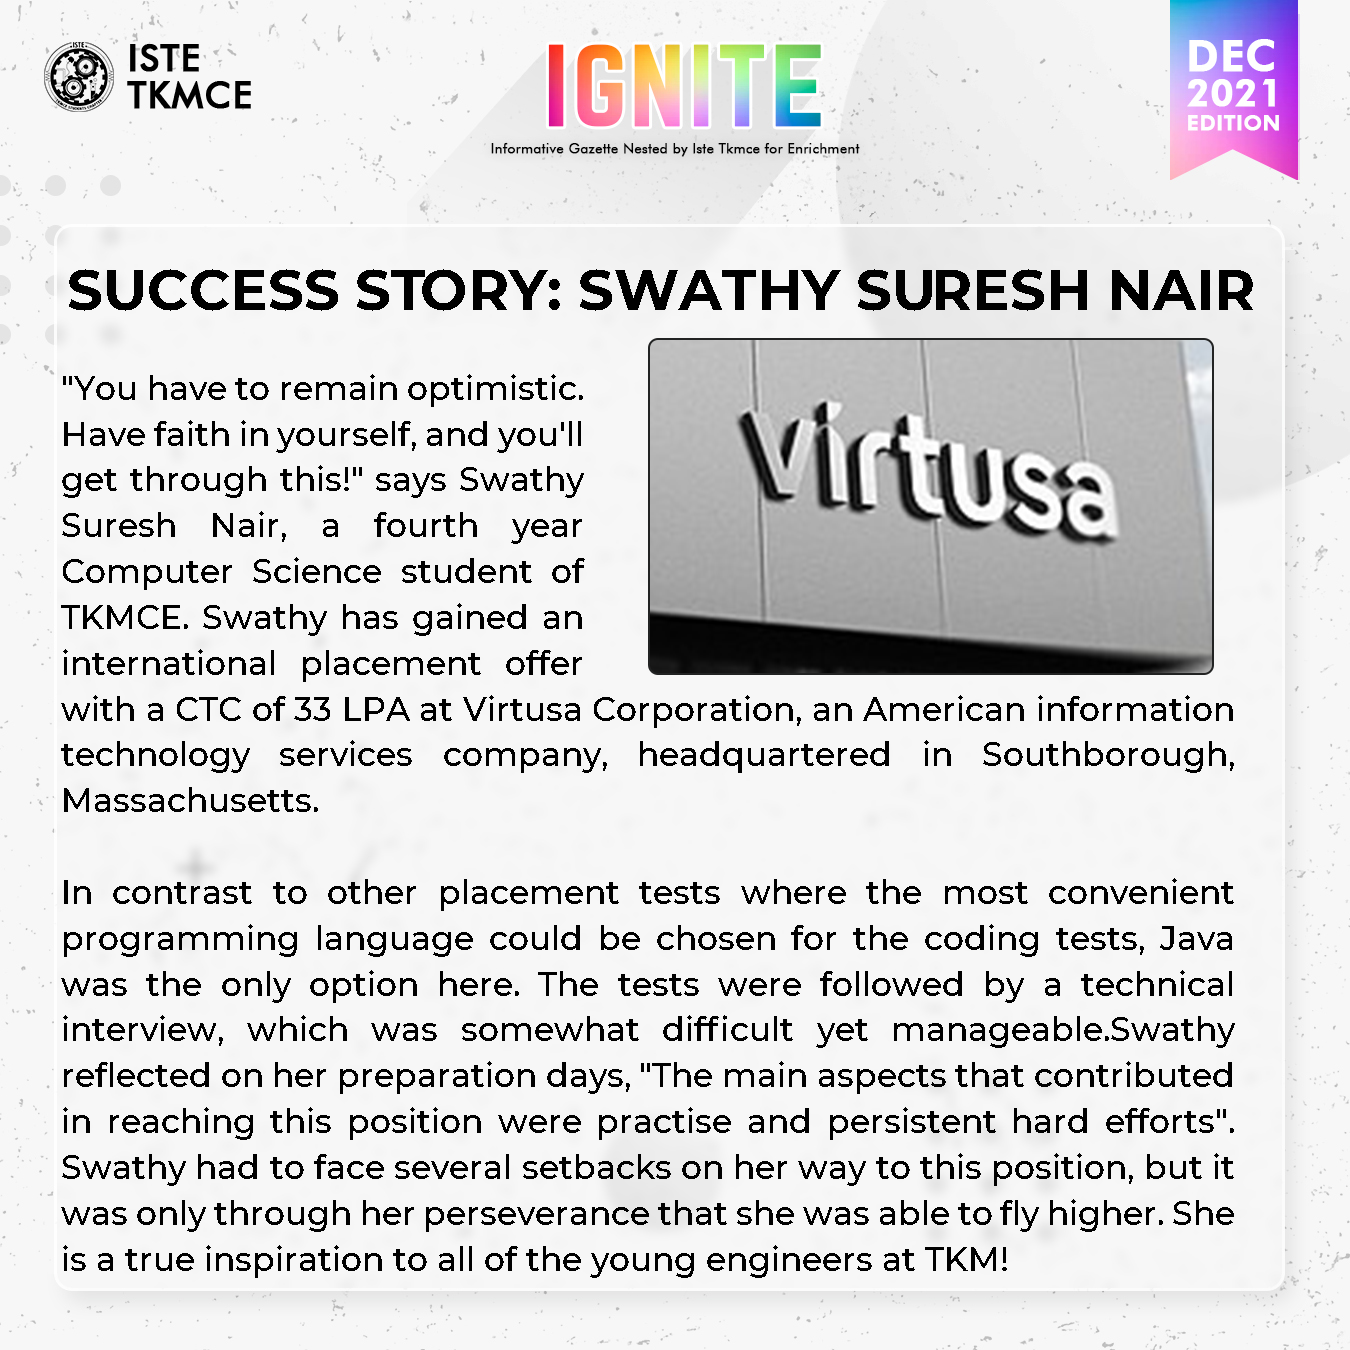 ISTE
TKMCE
IGNITE
Informative Gazette Nested by Iste Tkmce for Enrichment
DEC
2021
EDITION
SUCCESS STORY: SWATHY SURESH NAIR
"You have to remain optimistic.
Have faith in yourself, and you'll
get through this!" says Swathy
Suresh Nair, a fourth year
Computer Science student of
TKMCE. Swathy has gained an
international placement offer
virtusa
with a CTC of 33 LPA at Virtusa Corporation, an American information
technology services company, headquartered in Southborough,
Massachusetts.
In contrast to other placement tests where the most convenient
programming language could be chosen for the coding tests, Java
was the only option here. The tests were followed by a technical
interview, which was somewhat difficult yet manageable.Swathy
reflected on her preparation days, "The main aspects that contributed
in reaching this position were practise and persistent hard efforts".
Swathy had to face several setbacks on her way to this position, but it
was only through her perseverance that she was able to fly higher. She
is a true inspiration to all of the young engineers at TKM!